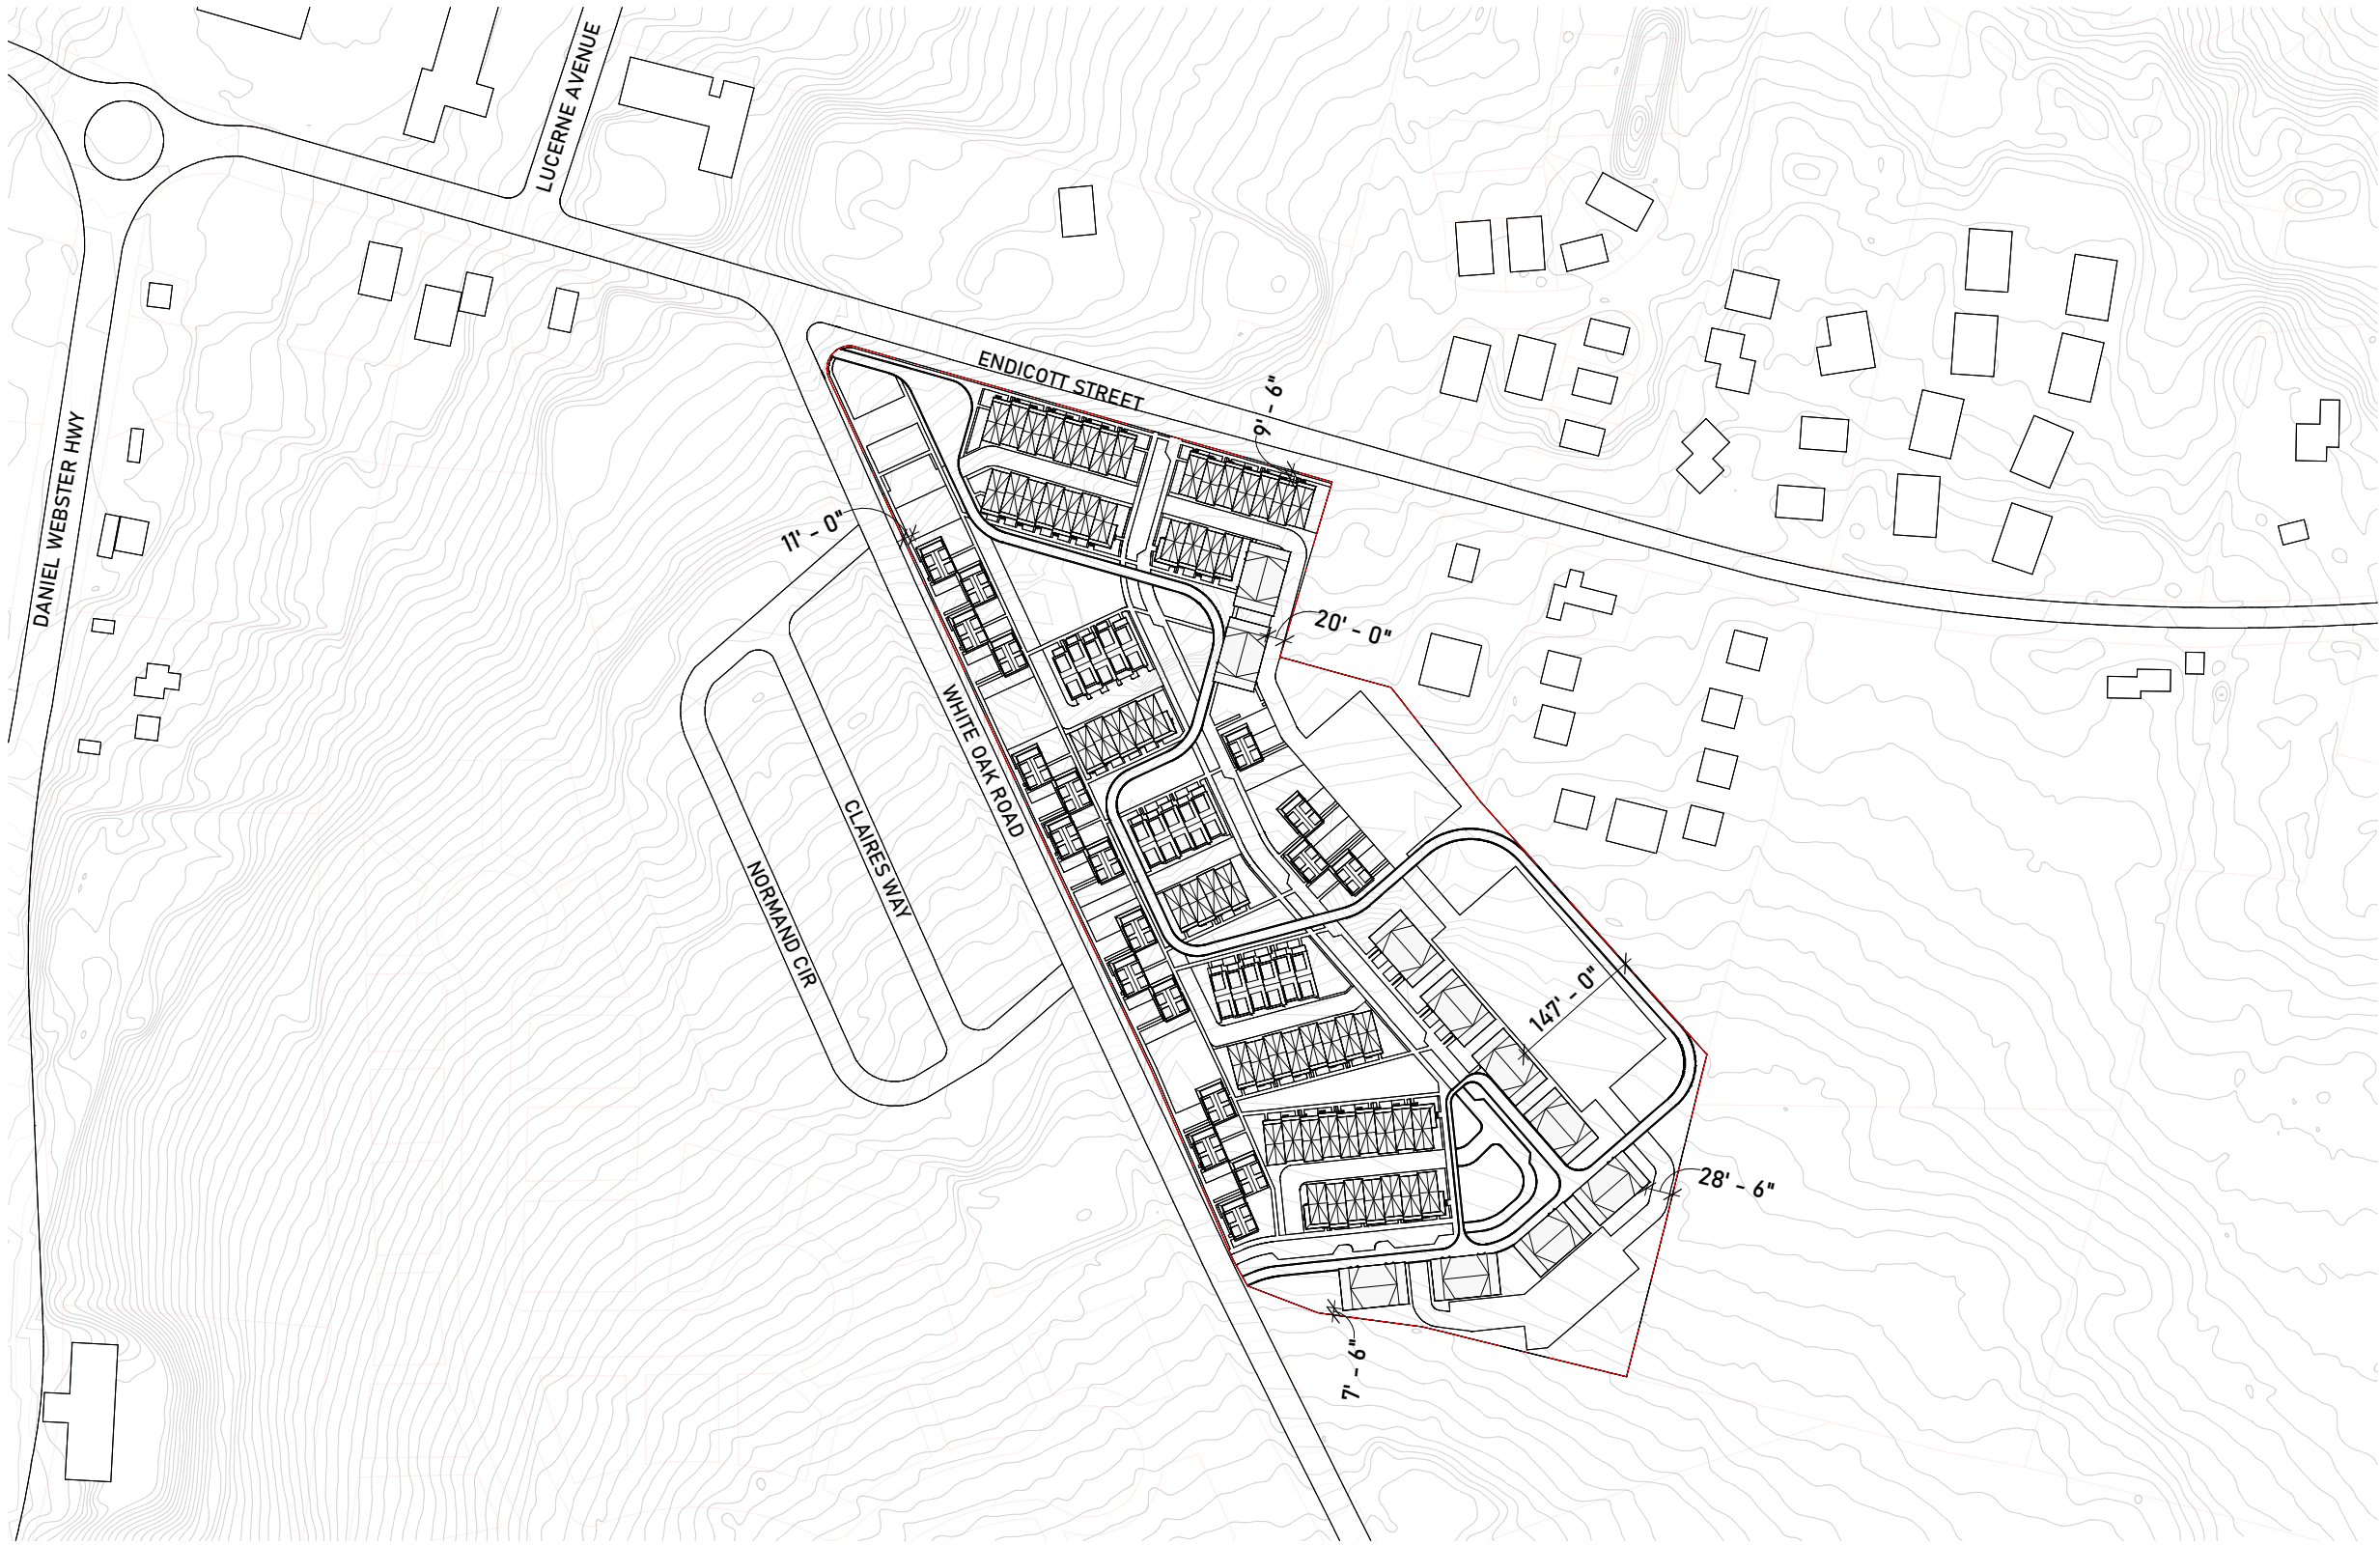 LUCERNE AVENUE
ENDICOTT STREET
9' - 6"
DANIEL WEBSTER HWY
11' - 0"
20' - 0"
WHITE OAK ROAD
CLAIRES WAY
NORMAND CIR
147' - 0"
28' - 6"
7' - 6"